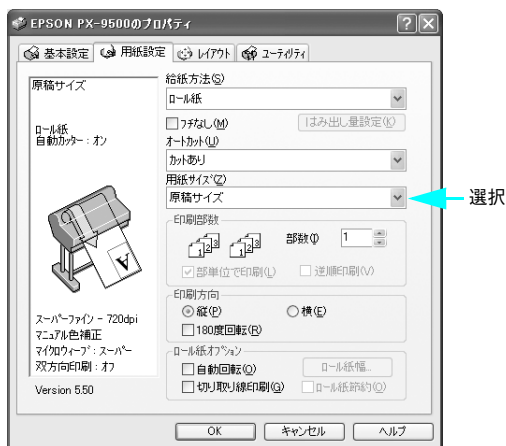 EPSON PX-9500のプロパティ
基本設定 用紙設定 レイアウト ユーティリティ
原稿サイズ
ロール紙
自動カッター：オン
スーパーファイン - 720dpi
マニュアル色補正
マイクロウィーブ：スーパー
双方向印刷：オフ
Version 5.50
給紙方法(S)
ロール紙
フチなし(M) はみ出し量設定(K)
オートカット(U)
カットあり
用紙サイズ(Z)
原稿サイズ
選択
印刷部数
部数(I) 1
部単位で印刷(L) 逆順印刷(V)
印刷方向
縦(P) 横(E)
180度回転(R)
ロール紙オプション
自動回転(O) ロール紙幅...
切り取り線印刷(G) ロール紙節約(O)
OK キャンセル ヘルプ